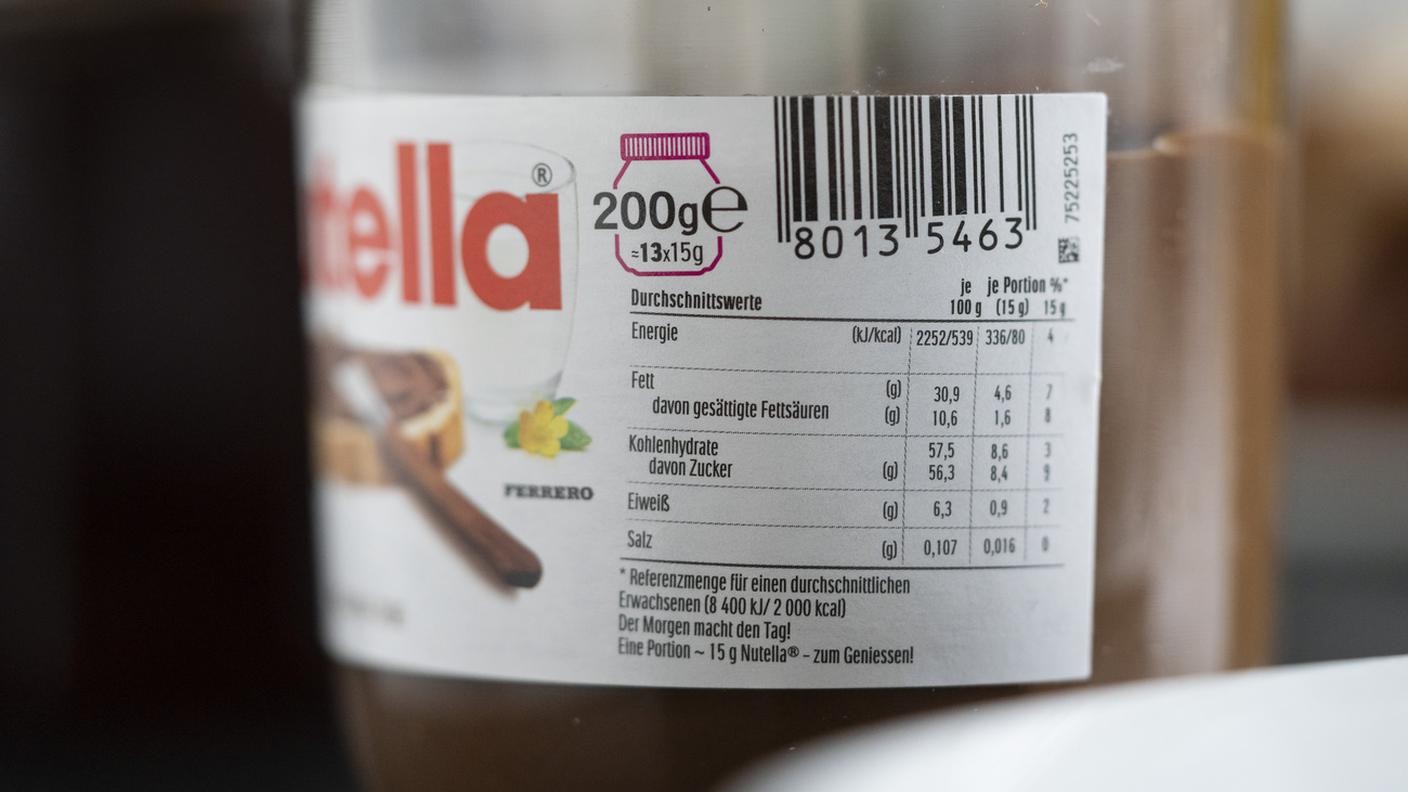 tella®
FERRERO
200g℮
≈13x15g
8013 5463
75225253
Durchschnittswerte je 100 g je Portion (15 g) %* 15 g
Energie (kJ/kcal) 2252/539 336/80 4
Fett (g) 30,9 4,6 7
davon gesättigte Fettsäuren (g) 10,6 1,6 8
Kohlenhydrate 57,5 8,6 3
davon Zucker (g) 56,3 8,4 9
Eiweiß (g) 6,3 0,9 2
Salz (g) 0,107 0,016 0
* Referenzmenge für einen durchschnittlichen
Erwachsenen (8 400 kJ/ 2 000 kcal)
Der Morgen macht den Tag!
Eine Portion ~ 15 g Nutella® – zum Geniessen!